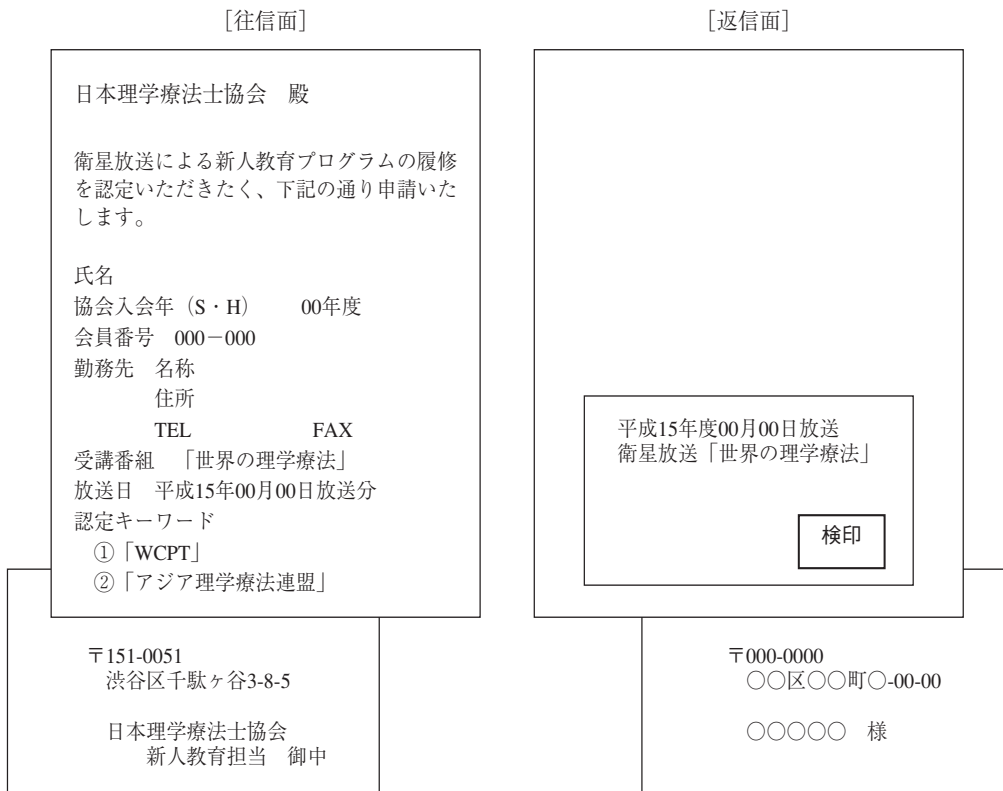 [往信面]
日本理学療法士協会　殿
衛星放送による新人教育プログラムの履修
を認定いただきたく、下記の通り申請いた
します。
氏名
協会入会年（S・H）　　00年度
会員番号　000－000
勤務先　名称
住所
TEL　　　　　　FAX
受講番組　「世界の理学療法」
放送日　平成15年00月00日放送分
認定キーワード
①「WCPT」
②「アジア理学療法連盟」
〒151-0051
渋谷区千駄ヶ谷3-8-5
日本理学療法士協会
新人教育担当　御中
[返信面]
平成15年度00月00日放送
衛星放送「世界の理学療法」
検印
〒000-0000
○○区○○町○-00-00
○○○○○　様